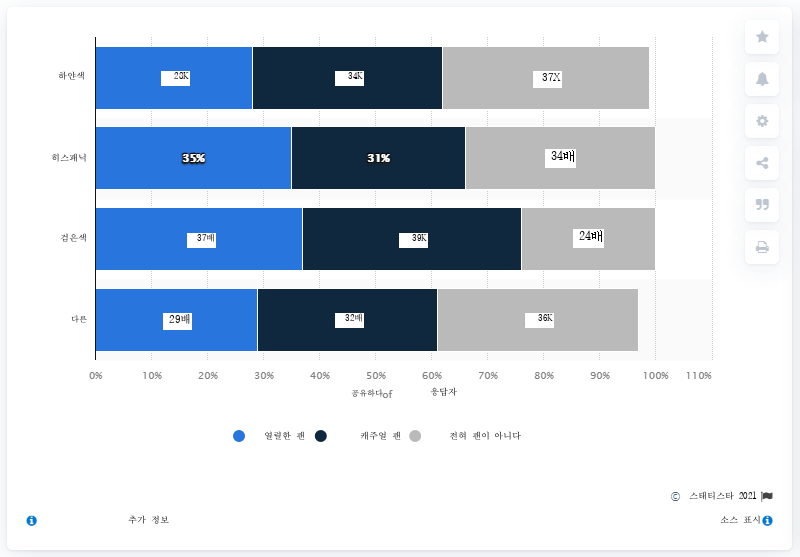 하얀색 28K 34K 37X
히스패닉 35% 31% 34배
검은색 37배 39K 24배
다른 29배 32배 36K
0% 10% 20% 30% 40% 50% 60% 70% 80% 90% 100% 110%
공유하다of 응답자
열렬한 팬 캐주얼 팬 전혀 팬이 아니다
© 스태티스타 2021
추가 정보 소스 표시